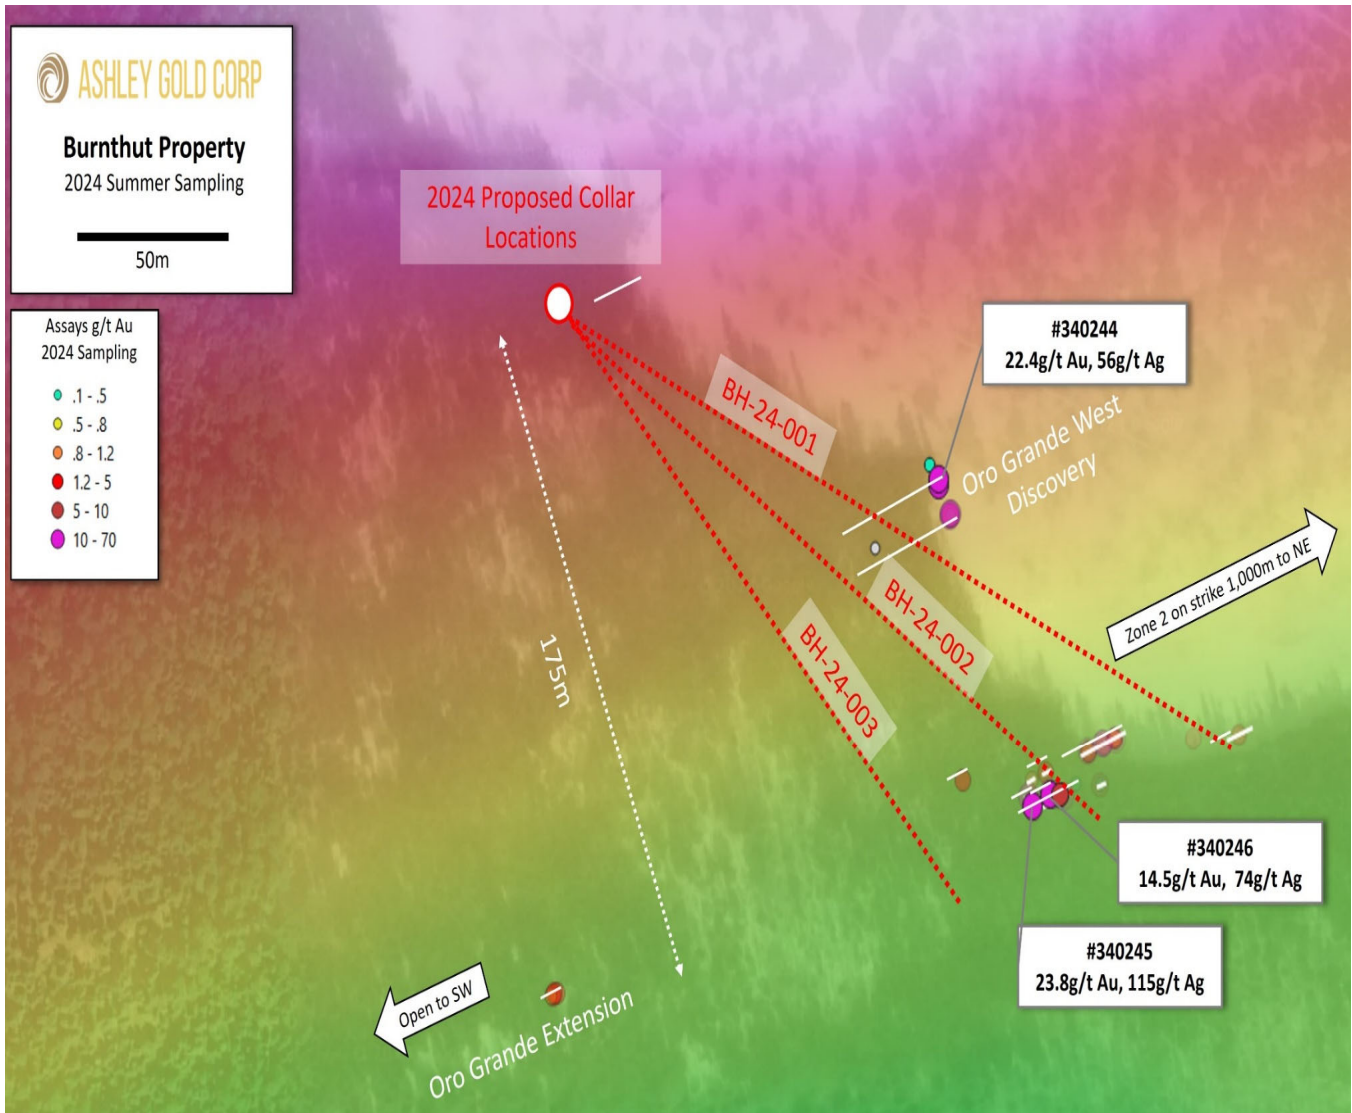 ASHLEY GOLD CORP
Burnthut Property
2024 Summer Sampling
50m
Assays g/t Au
2024 Sampling
.1 - .5
.5 - .8
.8 - 1.2
1.2 - 5
5 - 10
10 - 70
2024 Proposed Collar
Locations
#340244
22.4g/t Au, 56g/t Ag
BH-24-001
Oro Grande West
Discovery
Zone 2 on strike 1,000m to NE
BH-24-002
BH-24-003
175m
#340246
14.5g/t Au, 74g/t Ag
#340245
23.8g/t Au, 115g/t Ag
Open to SW
Oro Grande Extension